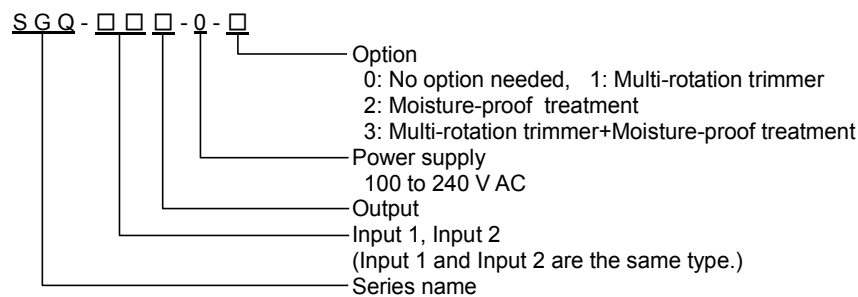 S G Q - □ □ □ - 0 - □
Option
0: No option needed, 1: Multi-rotation trimmer
2: Moisture-proof treatment
3: Multi-rotation trimmer+Moisture-proof treatment
Power supply
100 to 240 V AC
Output
Input 1, Input 2
(Input 1 and Input 2 are the same type.)
Series name